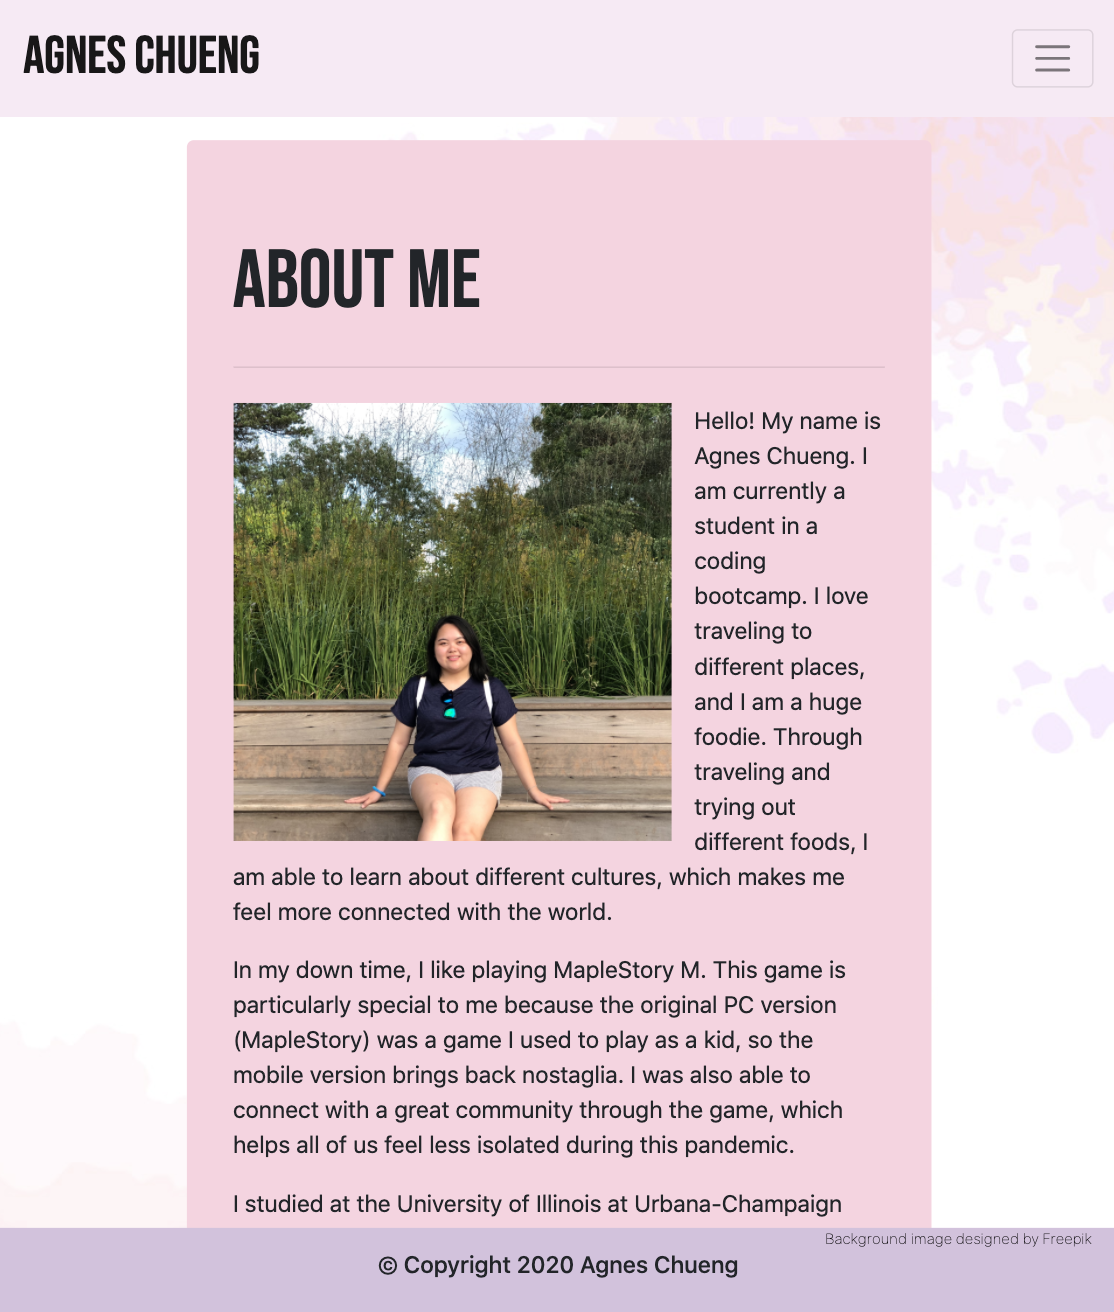 AGNES CHUENG
ABOUT ME
Hello! My name is
Agnes Chueng. I
am currently a
student in a
coding
bootcamp. I love
traveling to
different places,
and I am a huge
foodie. Through
traveling and
trying out
different foods, I
am able to learn about different cultures, which makes me
feel more connected with the world.
In my down time, I like playing MapleStory M. This game is
particularly special to me because the original PC version
(MapleStory) was a game I used to play as a kid, so the
mobile version brings back nostaglia. I was also able to
connect with a great community through the game, which
helps all of us feel less isolated during this pandemic.
I studied at the University of Illinois at Urbana-Champaign
Background image designed by Freepik
© Copyright 2020 Agnes Chueng